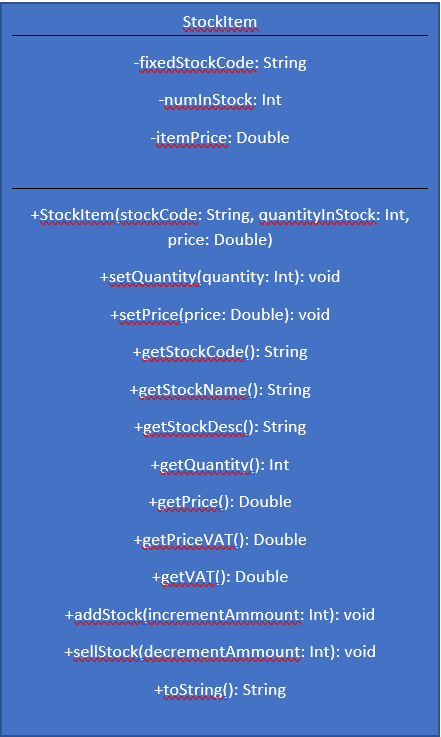 StockItem
-fixedStockCode: String
-numInStock: Int
-itemPrice: Double
+StockItem(stockCode: String, quantityInStock: Int,
price: Double)
+setQuantity(quantity: Int): void
+setPrice(price: Double): void
+getStockCode(): String
+getStockName(): String
+getStockDesc(): String
+getQuantity(): Int
+getPrice(): Double
+getPriceVAT(): Double
+getVAT(): Double
+addStock(incrementAmmount: Int): void
+sellStock(decrementAmmount: Int): void
+toString(): String